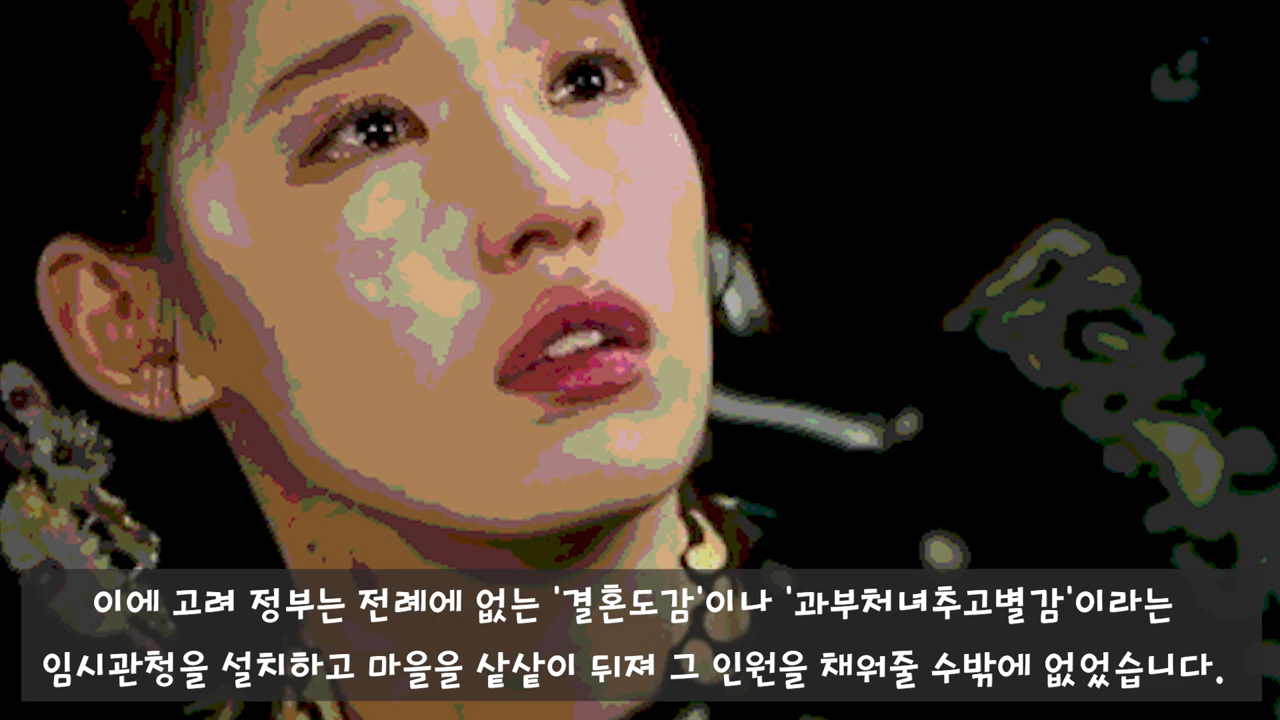 이에 고려 정부는 전례에 없는 '결혼도감'이나 '과부처녀추고별감'이라는
임시관청을 설치하고 마을을 샅샅이 뒤져 그 인원을 채워줄 수밖에 없었습니다.